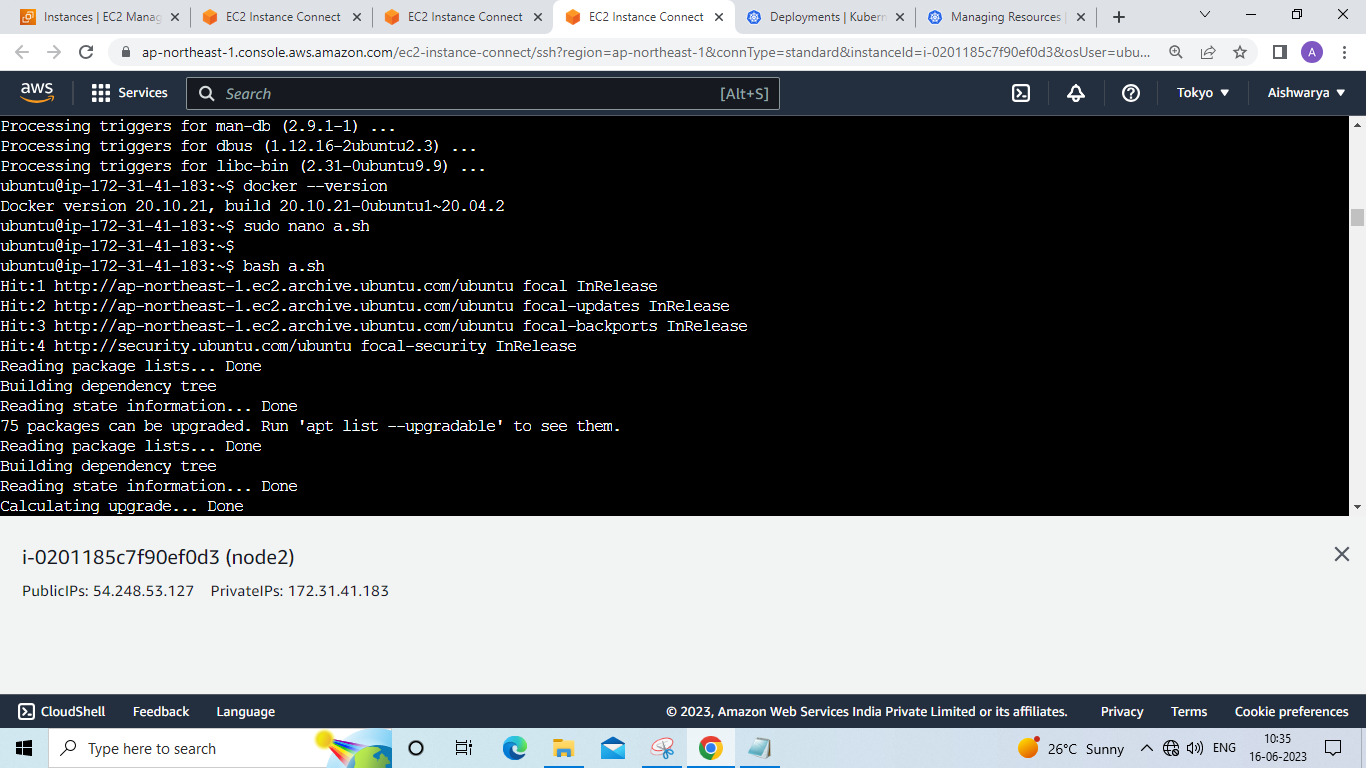 Instances | EC2 Manag
EC2 Instance Connect
EC2 Instance Connect
EC2 Instance Connect
Deployments | Kubern
Managing Resources |
ap-northeast-1.console.aws.amazon.com/ec2-instance-connect/ssh?region=ap-northeast-1&connType=standard&instanceId=i-0201185c7f90ef0d3&osUser=ubu...
A
aws
Services
Search
[Alt+S]
Tokyo
Aishwarya
Processing triggers for man-db (2.9.1-1) ...
Processing triggers for dbus (1.12.16-2ubuntu2.3) ...
Processing triggers for libc-bin (2.31-0ubuntu9.9) ...
ubuntu@ip-172-31-41-183:~$ docker --version
Docker version 20.10.21, build 20.10.21-0ubuntu1~20.04.2
ubuntu@ip-172-31-41-183:~$ sudo nano a.sh
ubuntu@ip-172-31-41-183:~$
ubuntu@ip-172-31-41-183:~$ bash a.sh
Hit:1 http://ap-northeast-1.ec2.archive.ubuntu.com/ubuntu focal InRelease
Hit:2 http://ap-northeast-1.ec2.archive.ubuntu.com/ubuntu focal-updates InRelease
Hit:3 http://ap-northeast-1.ec2.archive.ubuntu.com/ubuntu focal-backports InRelease
Hit:4 http://security.ubuntu.com/ubuntu focal-security InRelease
Reading package lists... Done
Building dependency tree
Reading state information... Done
75 packages can be upgraded. Run 'apt list --upgradable' to see them.
Reading package lists... Done
Building dependency tree
Reading state information... Done
Calculating upgrade... Done
i-0201185c7f90ef0d3 (node2)
PublicIPs: 54.248.53.127 PrivateIPs: 172.31.41.183
CloudShell
Feedback
Language
© 2023, Amazon Web Services India Private Limited or its affiliates.
Privacy
Terms
Cookie preferences
Type here to search
26°C Sunny
ENG
10:35
16-06-2023